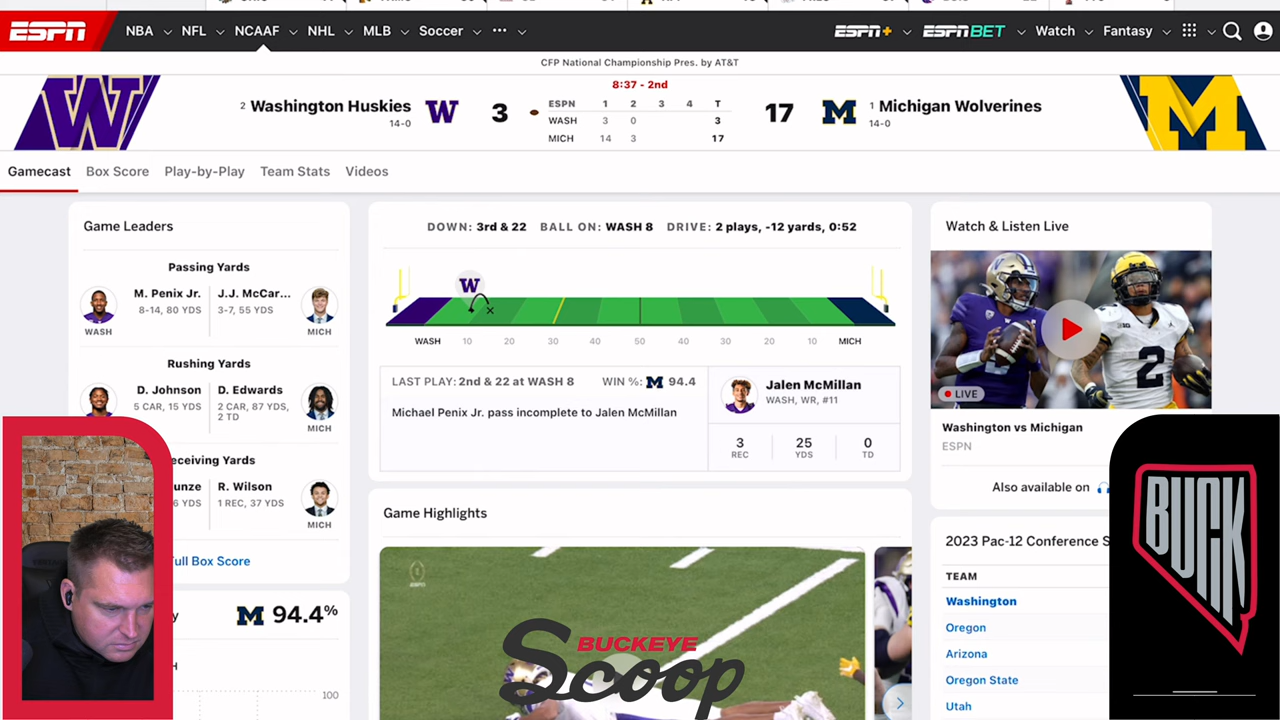 ESPN NBA NFL NCAAF NHL MLB Soccer ••• ESPN+ ESPN BET Watch Fantasy
CFP National Championship Pres. by AT&T
W
2 Washington Huskies
14-0
W
3
8:37 - 2nd
ESPN 1 2 3 4 T
WASH 3 0 3
MICH 14 3 17
17
M
1 Michigan Wolverines
14-0
M
Gamecast Box Score Play-by-Play Team Stats Videos
Game Leaders
Passing Yards
M. Penix Jr. J.J. McCar...
8-14, 80 YDS 3-7, 55 YDS
WASH MICH
Rushing Yards
D. Johnson D. Edwards
5 CAR, 15 YDS 2 CAR, 87 YDS,
2 TD
MICH
eceiving Yards
unze R. Wilson
6 YDS 1 REC, 37 YDS
MICH
ull Box Score
y M 94.4%
H
100
DOWN: 3rd & 22 BALL ON: WASH 8 DRIVE: 2 plays, -12 yards, 0:52
W
WASH 10 20 30 40 50 40 30 20 10 MICH
LAST PLAY: 2nd & 22 at WASH 8 WIN %: M 94.4
Michael Penix Jr. pass incomplete to Jalen McMillan
Jalen McMillan
WASH, WR, #11
3 25 0
REC YDS TD
Game Highlights
ESPN
BUCKEYE
Scoop
Watch & Listen Live
2
LIVE
Washington vs Michigan
ESPN
Also available on
2023 Pac-12 Conference S
TEAM
Washington
Oregon
Arizona
Oregon State
Utah
BUCK